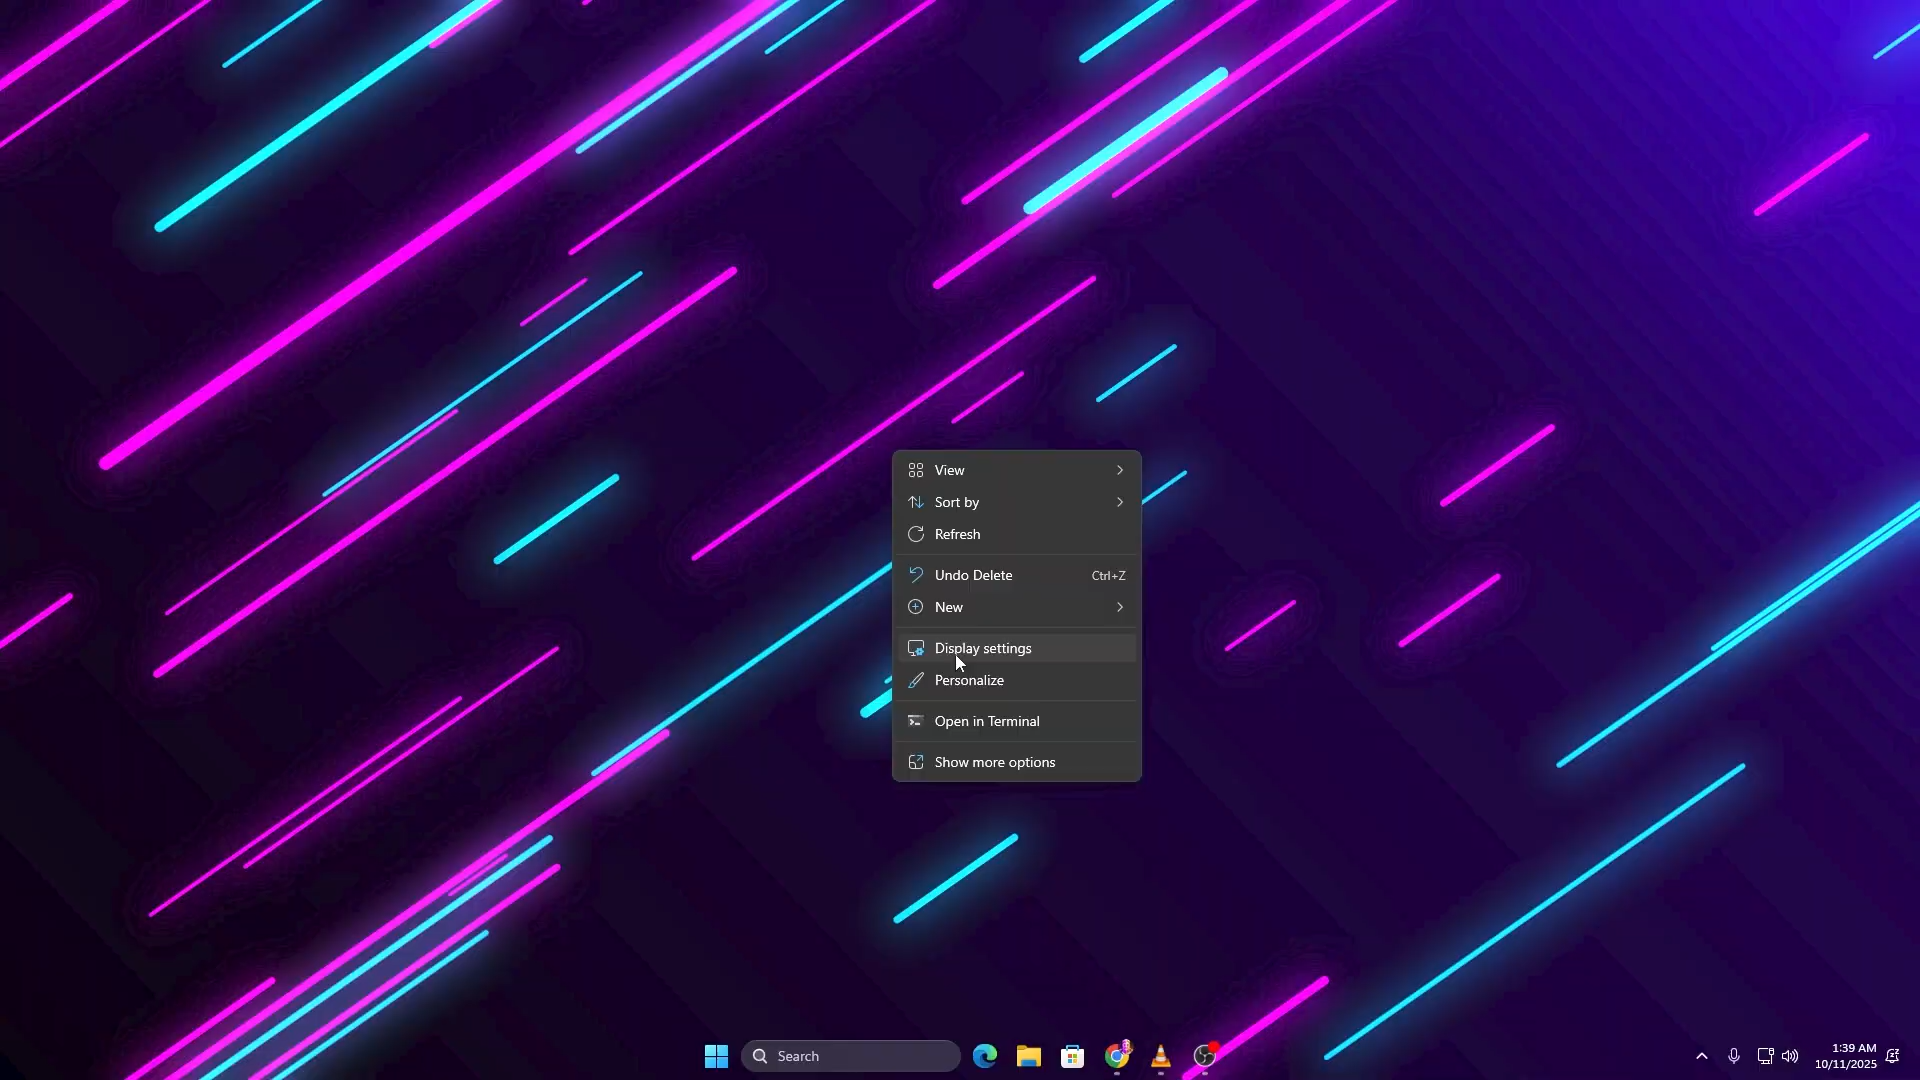 View
Sort by
Refresh
Undo Delete Ctrl+Z
New
Display settings
Personalize
Open in Terminal
Show more options
Search
1:39 AM
10/11/2025